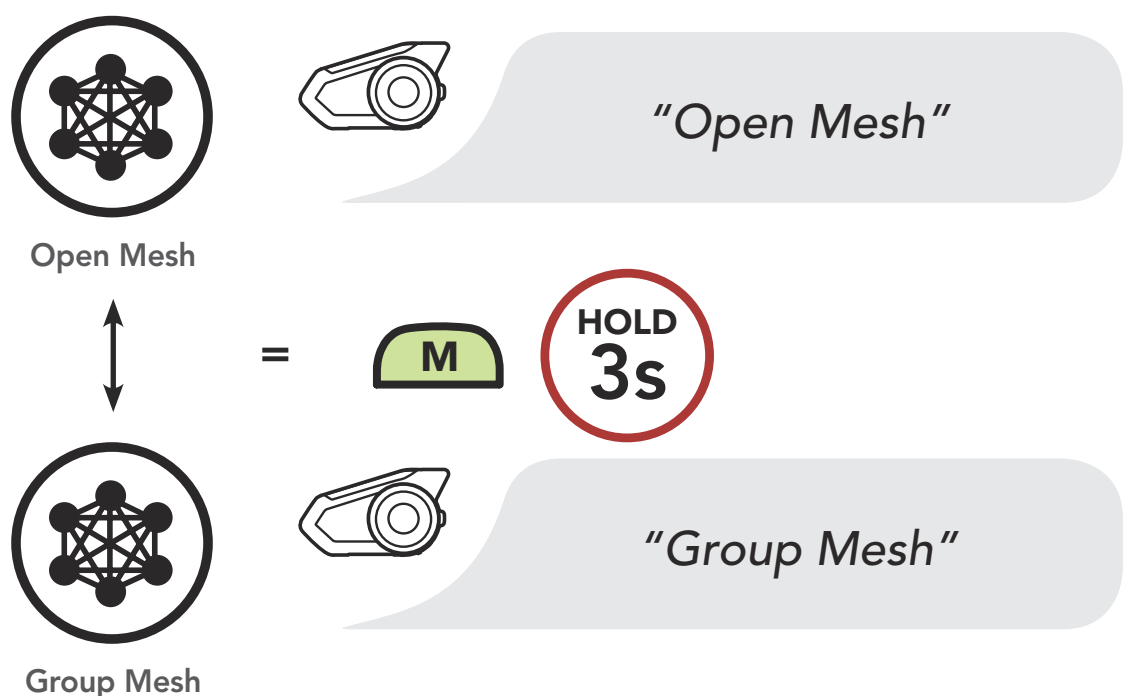 “Open Mesh”
Open Mesh
=
M
HOLD
3s
“Group Mesh”
Group Mesh